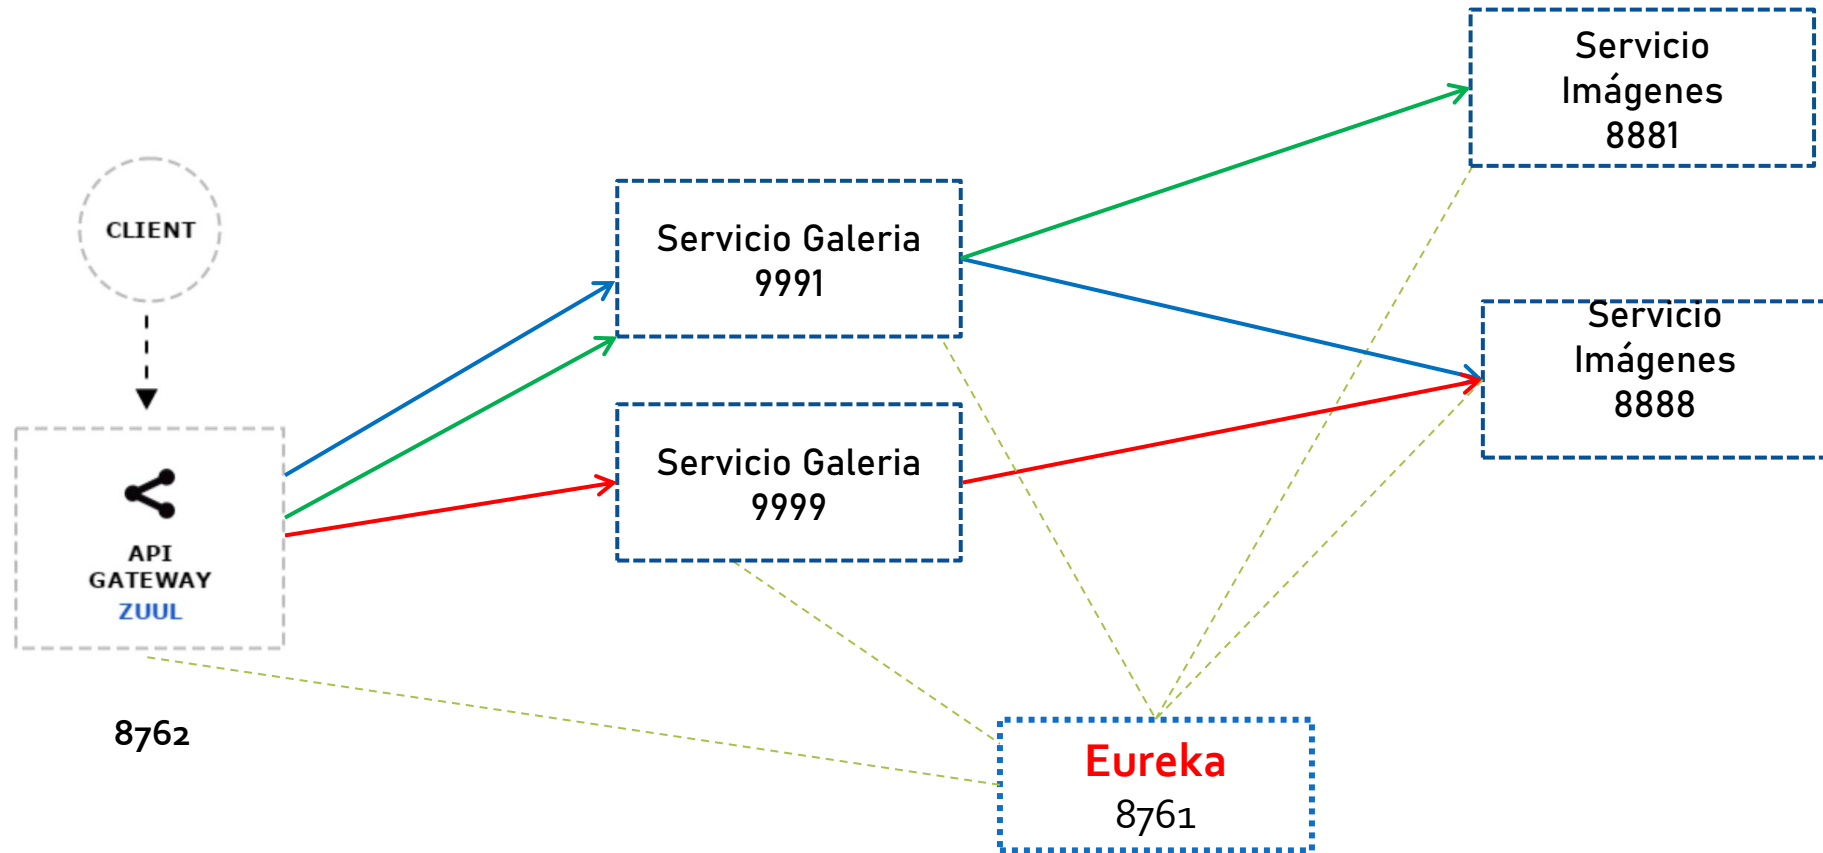 CLIENT
API
GATEWAY
ZUUL
8762
Servicio Galeria
9991
Servicio Galeria
9999
Servicio
Imágenes
8881
Servicio
Imágenes
8888
Eureka
8761